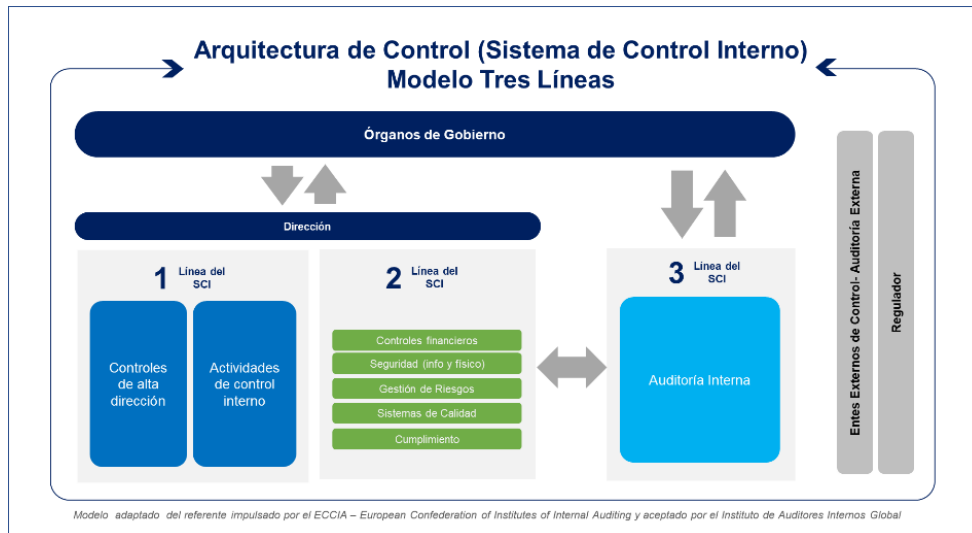 Arquitectura de Control (Sistema de Control Interno)
Modelo Tres Líneas
Órganos de Gobierno
Dirección
1 Línea del
SCI
Controles
de alta
dirección
Actividades
de control
interno
2 Línea del
SCI
Controles financieros
Seguridad (info y físico)
Gestión de Riesgos
Sistemas de Calidad
Cumplimiento
3 Línea del
SCI
Auditoría Interna
Entes Externos de Control- Auditoría Externa
Regulador
Modelo adaptado del referente impulsado por el ECCIA – European Confederation of Institutes of Internal Auditing y aceptado por el Instituto de Auditores Internos Global